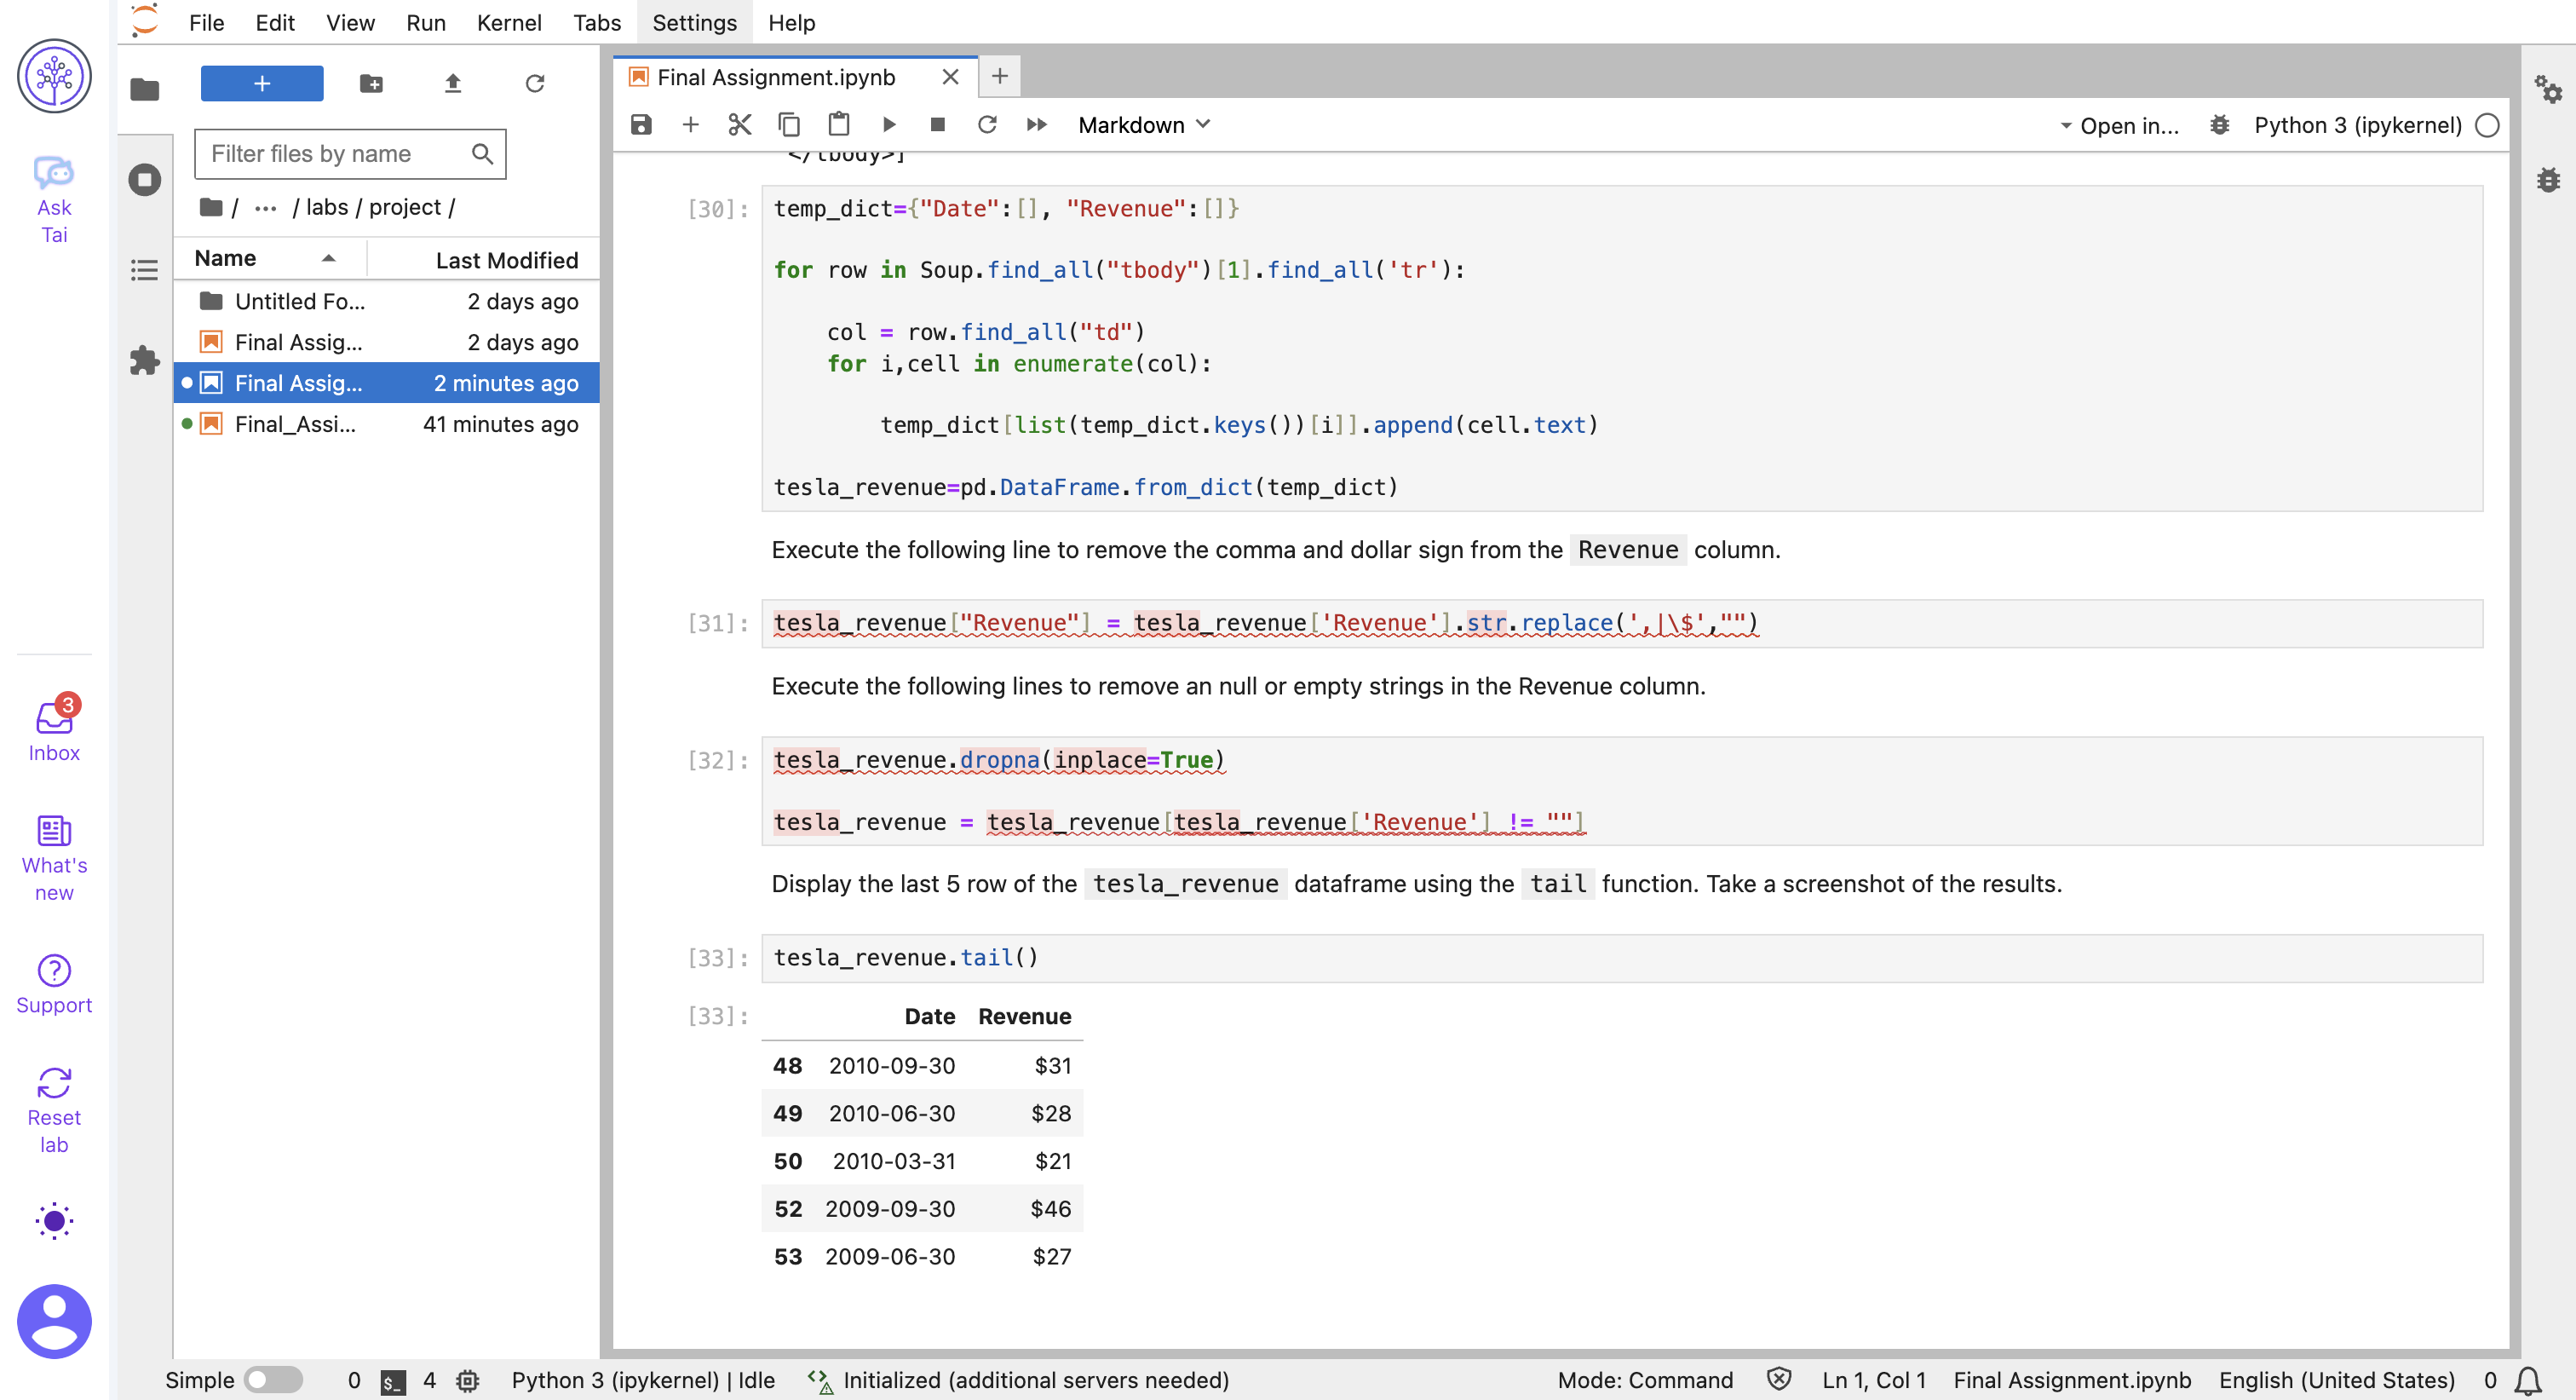 File Edit View Run Kernel Tabs Settings Help
Ask
Tai
Filter files by name
/ ··· / labs / project /
Name Last Modified
Untitled Fo... 2 days ago
Final Assig... 2 days ago
Final Assig... 2 minutes ago
Final_Assi... 41 minutes ago
3
Inbox
What's
new
Support
Reset
lab
Final Assignment.ipynb
Markdown
Open in...
Python 3 (ipykernel)
</tbody>]
[30]: temp_dict={"Date":[], "Revenue":[]}
for row in Soup.find_all("tbody")[1].find_all('tr'):
col = row.find_all("td")
for i,cell in enumerate(col):
temp_dict[list(temp_dict.keys())[i]].append(cell.text)
tesla_revenue=pd.DataFrame.from_dict(temp_dict)
Execute the following line to remove the comma and dollar sign from the Revenue column.
[31]: tesla_revenue["Revenue"] = tesla_revenue['Revenue'].str.replace(',|\$',"")
Execute the following lines to remove an null or empty strings in the Revenue column.
[32]: tesla_revenue.dropna(inplace=True)
tesla_revenue = tesla_revenue[tesla_revenue['Revenue'] != ""]
Display the last 5 row of the tesla_revenue dataframe using the tail function. Take a screenshot of the results.
[33]: tesla_revenue.tail()
[33]: Date Revenue
48 2010-09-30 $31
49 2010-06-30 $28
50 2010-03-31 $21
52 2009-09-30 $46
53 2009-06-30 $27
Simple 0 $_ 4 Python 3 (ipykernel) | Idle Initialized (additional servers needed) Mode: Command Ln 1, Col 1 Final Assignment.ipynb English (United States) 0